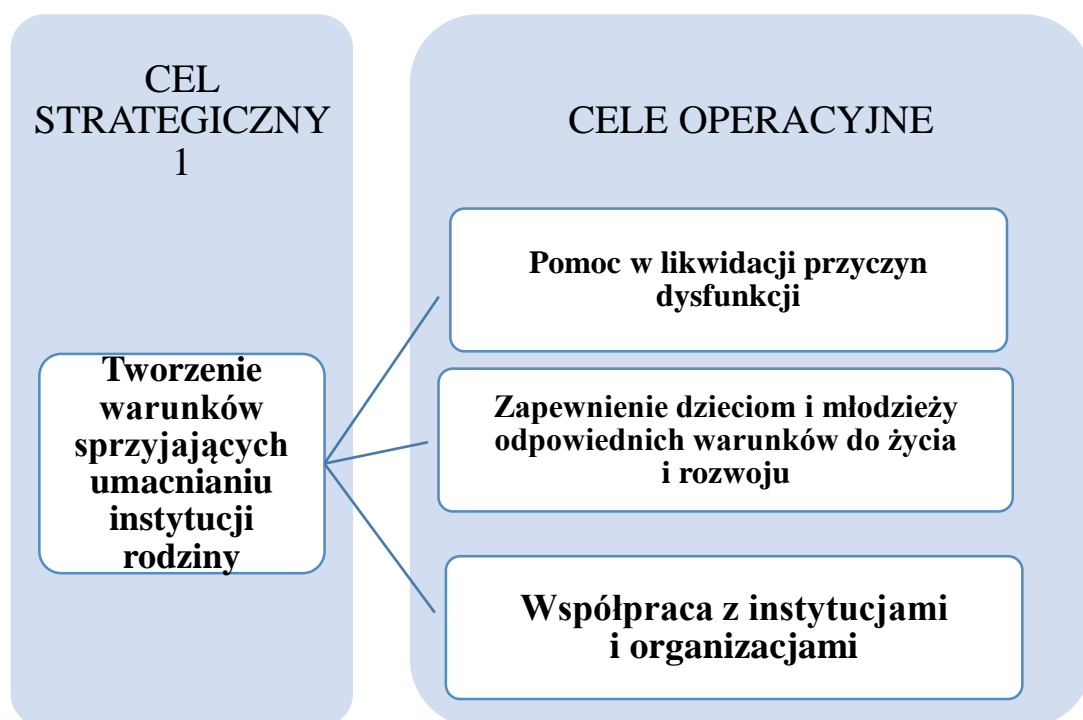 CEL
STRATEGICZNY
1
Tworzenie
warunków
sprzyjających
umacnianiu
instytucji
rodziny
CELE OPERACYJNE
Pomoc w likwidacji przyczyn
dysfunkcji
Zapewnienie dzieciom i młodzieży
odpowiednich warunków do życia
i rozwoju
Współpraca z instytucjami
i organizacjami